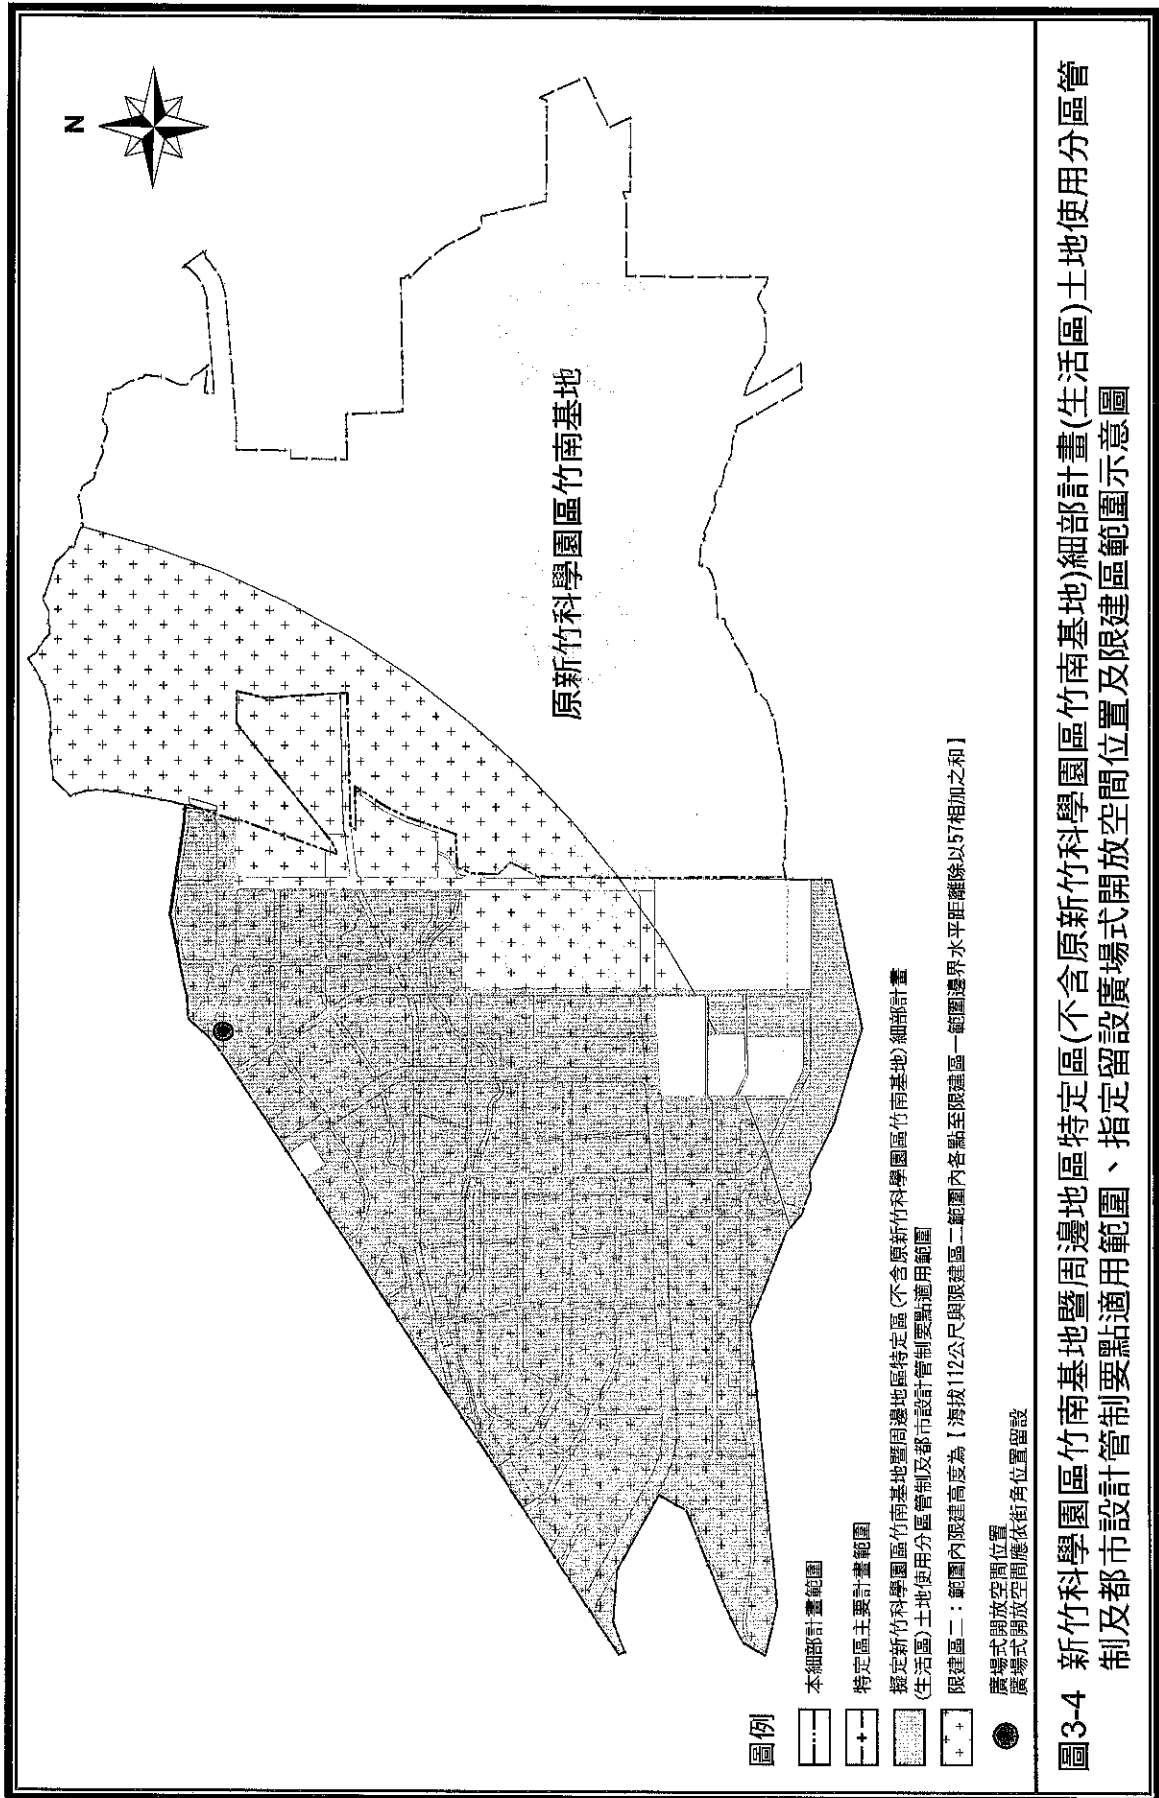 N
原新竹科學園區竹南基地
圖例
本細部計畫範圍
特定區主要計畫範圍
擬定新竹科學園區竹南基地暨周邊地區特定區(不含原新竹科學園區竹南基地)細部計畫
(生活區)土地使用分區管制及都市設計管制要點適用範圍
限建區二：範圍內限建高度為【海拔112公尺與限建區二範圍內各點至限建區一範圍邊界水平距離除以57相加之和】
廣場式開放空間位置
廣場式開放空間應依街角位置留設
圖3-4 新竹科學園區竹南基地暨周邊地區特定區(不含原新竹科學園區竹南基地)細部計畫(生活區)土地使用分區管
制及都市設計管制要點適用範圍、指定留設廣場式開放空間位置及限建區範圍示意圖